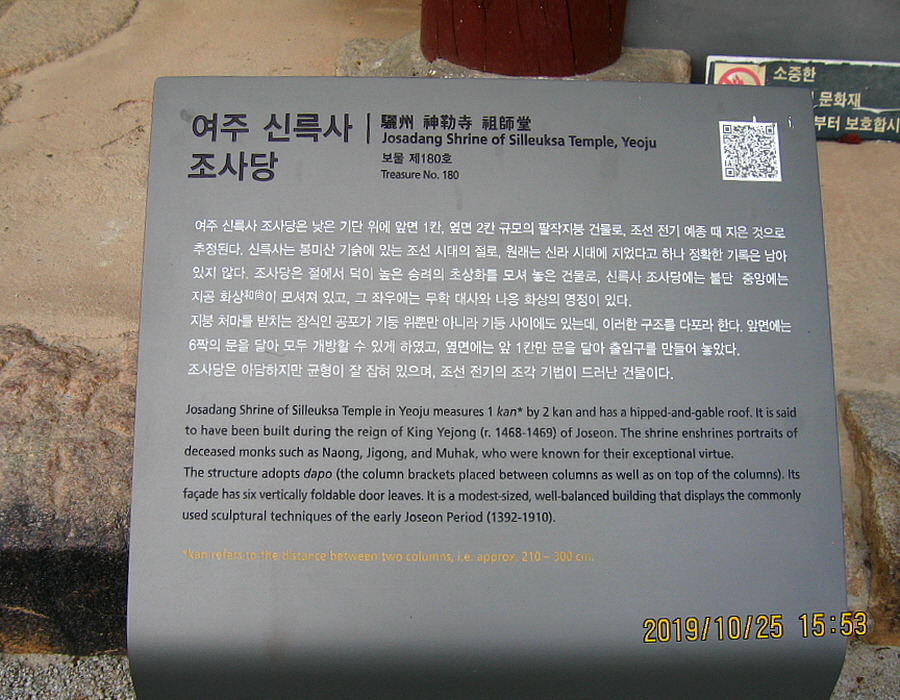 소중한
문화재
부터 보호합시
여주 신륵사
조사당
驪州 神勒寺 祖師堂
Josadang Shrine of Silleuksa Temple, Yeoju
보물 제180호
Treasure No. 180
여주 신륵사 조사당은 낮은 기단 위에 앞면 1칸, 옆면 2칸 규모의 팔작지붕 건물로, 조선 전기 예종 때 지은 것으로
추정된다. 신륵사는 봉미산 기슭에 있는 조선 시대의 절로, 원래는 신라 시대에 지었다고 하나 정확한 기록은 남아
있지 않다. 조사당은 절에서 덕이 높은 승려의 초상화를 모셔 놓은 건물로, 신륵사 조사당에는 불단 중앙에는
지공 화상和尙이 모셔져 있고, 그 좌우에는 무학 대사와 나옹 화상의 영정이 있다.
지붕 처마를 받치는 장식인 공포가 기둥 위뿐만 아니라 기둥 사이에도 있는데, 이러한 구조를 다포라 한다. 앞면에는
6짝의 문을 달아 모두 개방할 수 있게 하였고, 옆면에는 앞 1칸만 문을 달아 출입구를 만들어 놓았다.
조사당은 아담하지만 균형이 잘 잡혀 있으며, 조선 전기의 조각 기법이 드러난 건물이다.
Josadang Shrine of Silleuksa Temple in Yeoju measures 1 kan* by 2 kan and has a hipped-and-gable roof. It is said
to have been built during the reign of King Yejong (r. 1468-1469) of Joseon. The shrine enshrines portraits of
deceased monks such as Naong, Jigong, and Muhak, who were known for their exceptional virtue.
The structure adopts dapo (the column brackets placed between columns as well as on top of the columns). Its
façade has six vertically foldable door leaves. It is a modest-sized, well-balanced building that displays the commonly
used sculptural techniques of the early Joseon Period (1392-1910).
*kan refers to the distance between two columns, i.e. approx. 210 – 300 cm.
2019/10/25 15:53